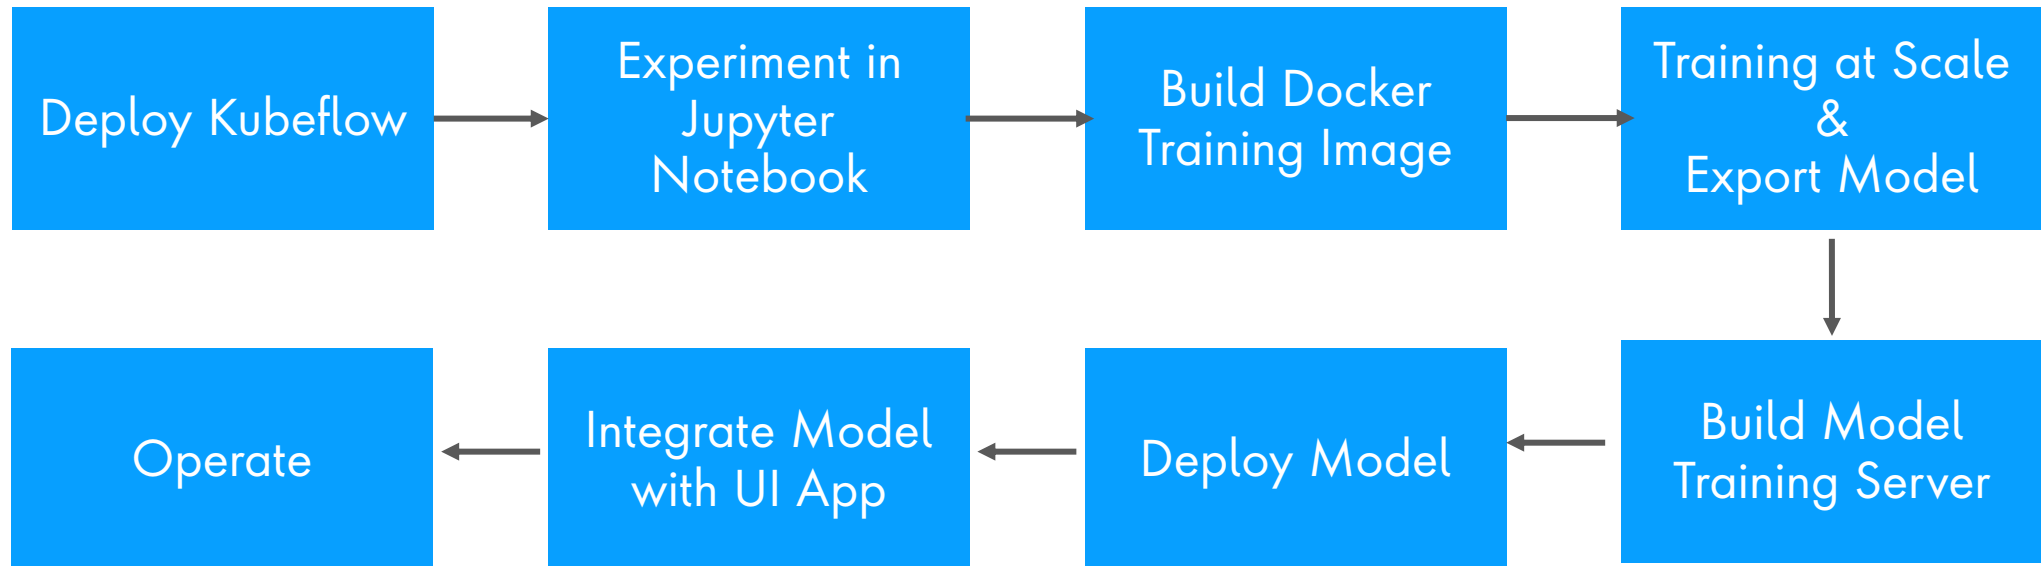 Deploy Kubeflow
Experiment in
Jupyter
Notebook
Build Docker
Training Image
Training at Scale
&
Export Model
Build Model
Training Server
Deploy Model
Integrate Model
with UI App
Operate